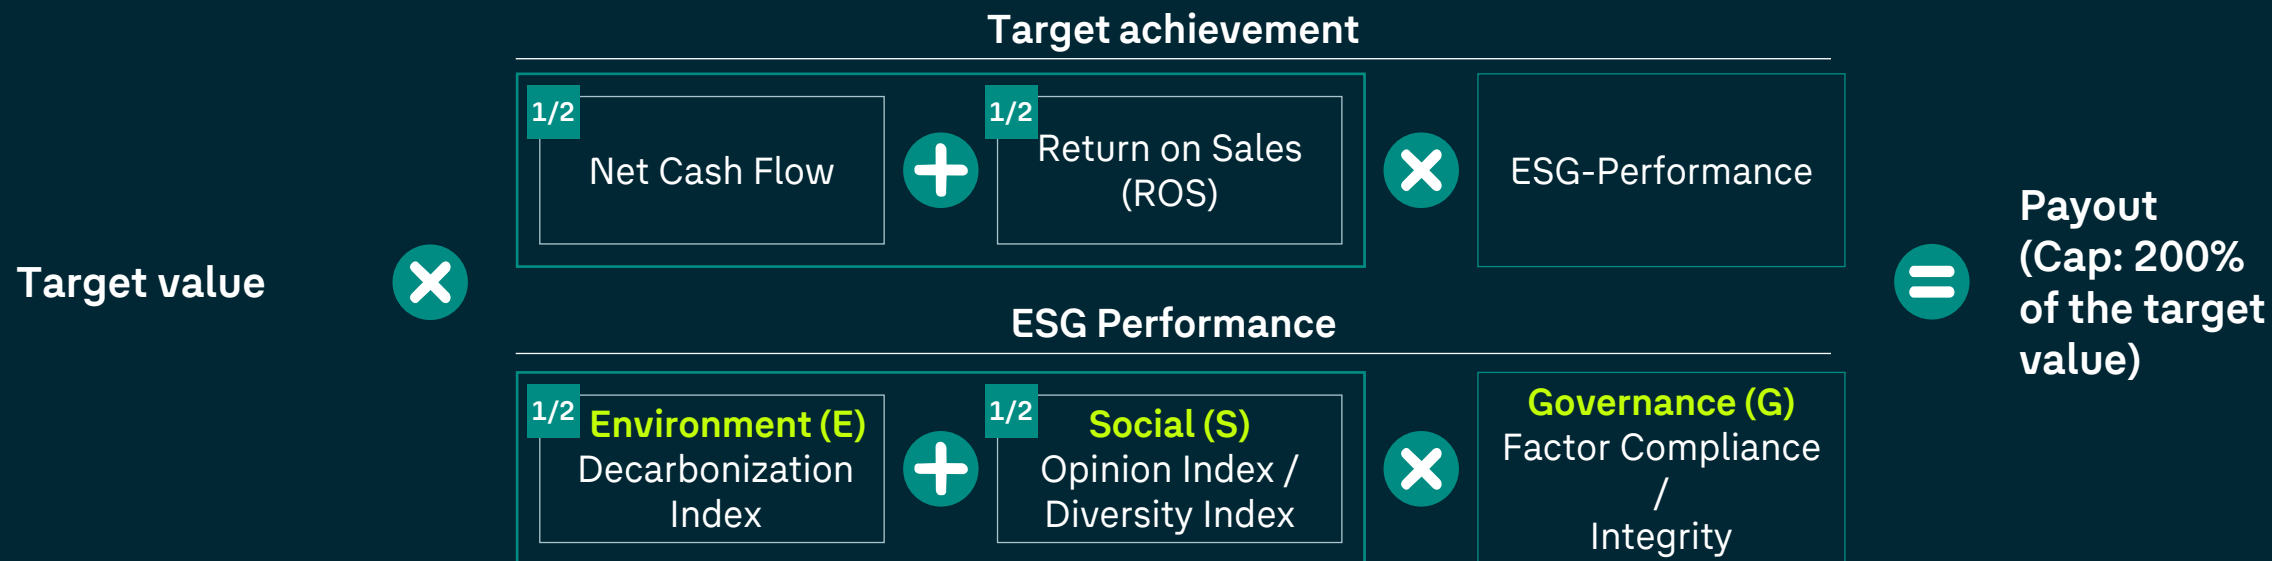 Target achievement
1/2
Net Cash Flow
1/2
Return on Sales
(ROS)
ESG-Performance
Target value
Payout
(Cap: 200%
of the target
value)
ESG Performance
1/2
Environment (E)
Decarbonization
Index
1/2
Social (S)
Opinion Index /
Diversity Index
Governance (G)
Factor Compliance
/
Integrity